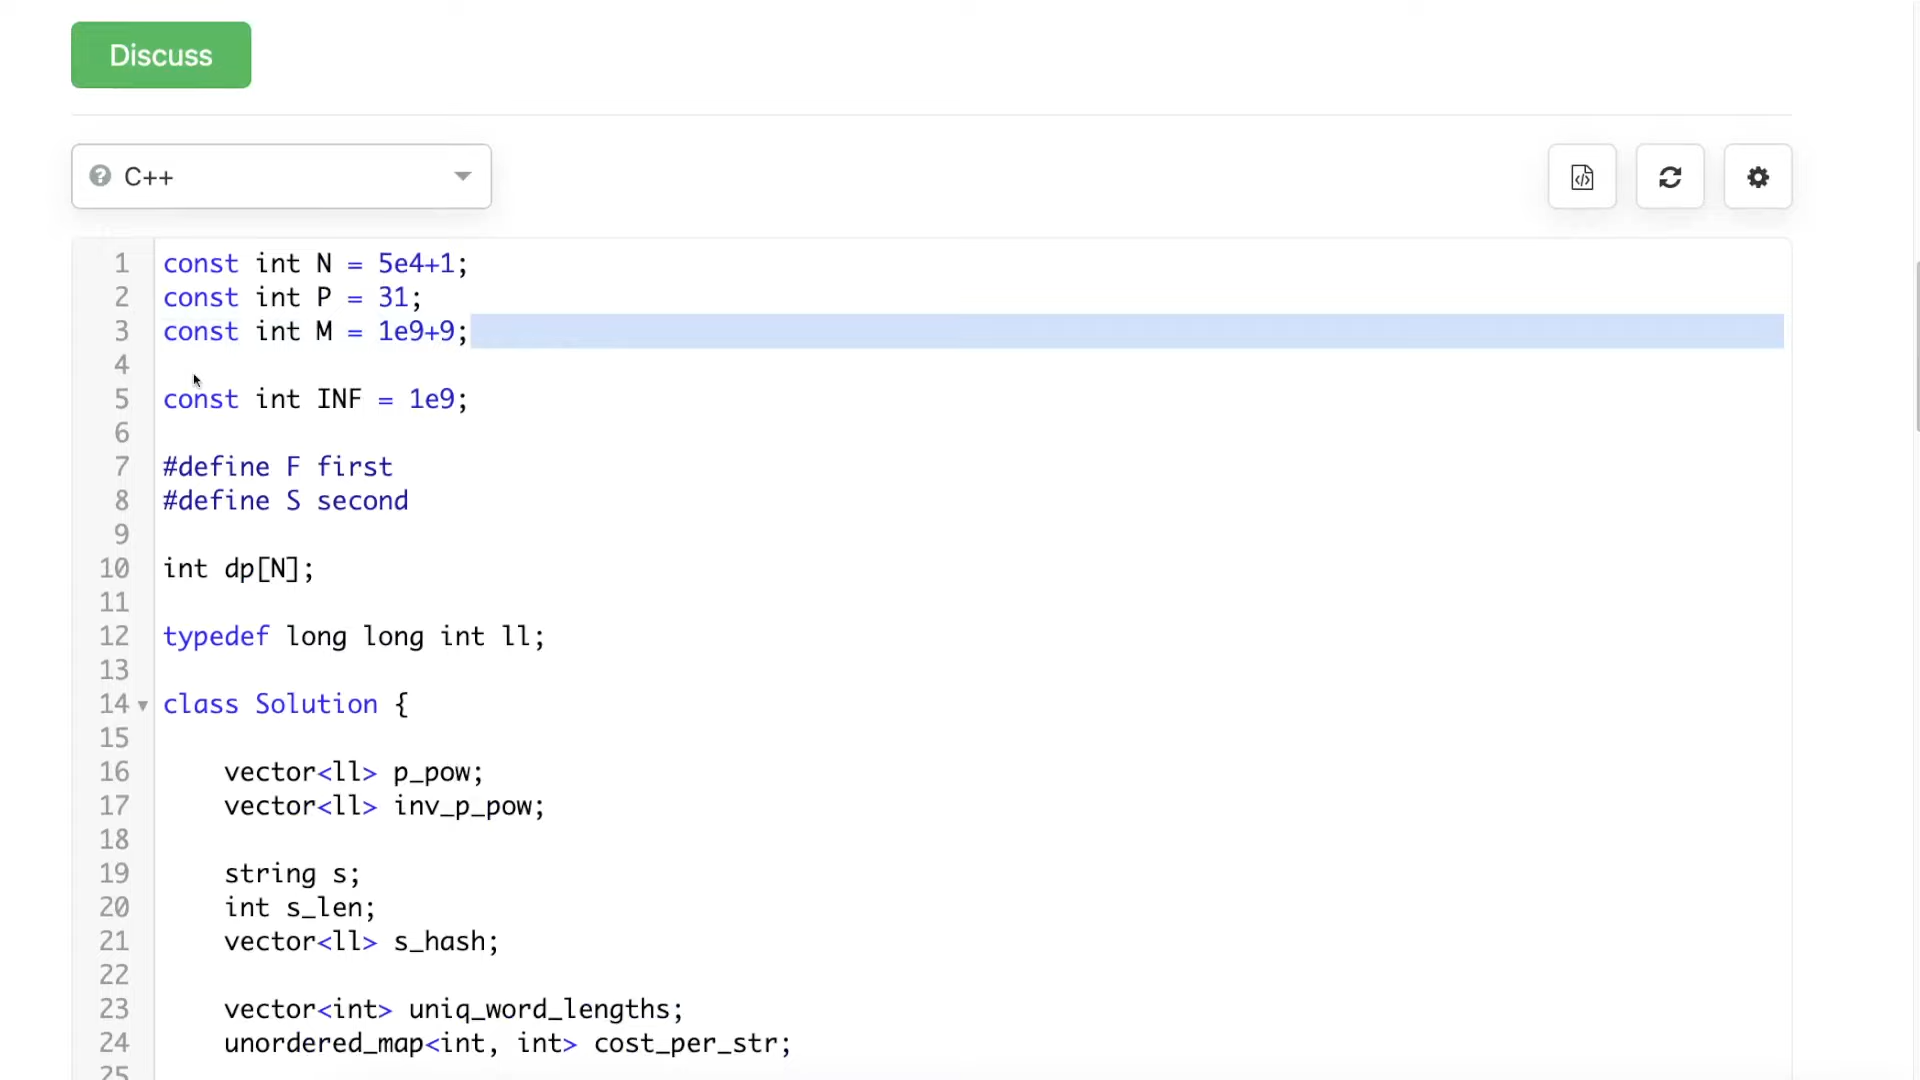 Discuss
C++
1 const int N = 5e4+1;
2 const int P = 31;
3 const int M = 1e9+9;
4
5 const int INF = 1e9;
6
7 #define F first
8 #define S second
9
10 int dp[N];
11
12 typedef long long int ll;
13
14 class Solution {
15
16 vector<ll> p_pow;
17 vector<ll> inv_p_pow;
18
19 string s;
20 int s_len;
21 vector<ll> s_hash;
22
23 vector<int> uniq_word_lengths;
24 unordered_map<int, int> cost_per_str;
25